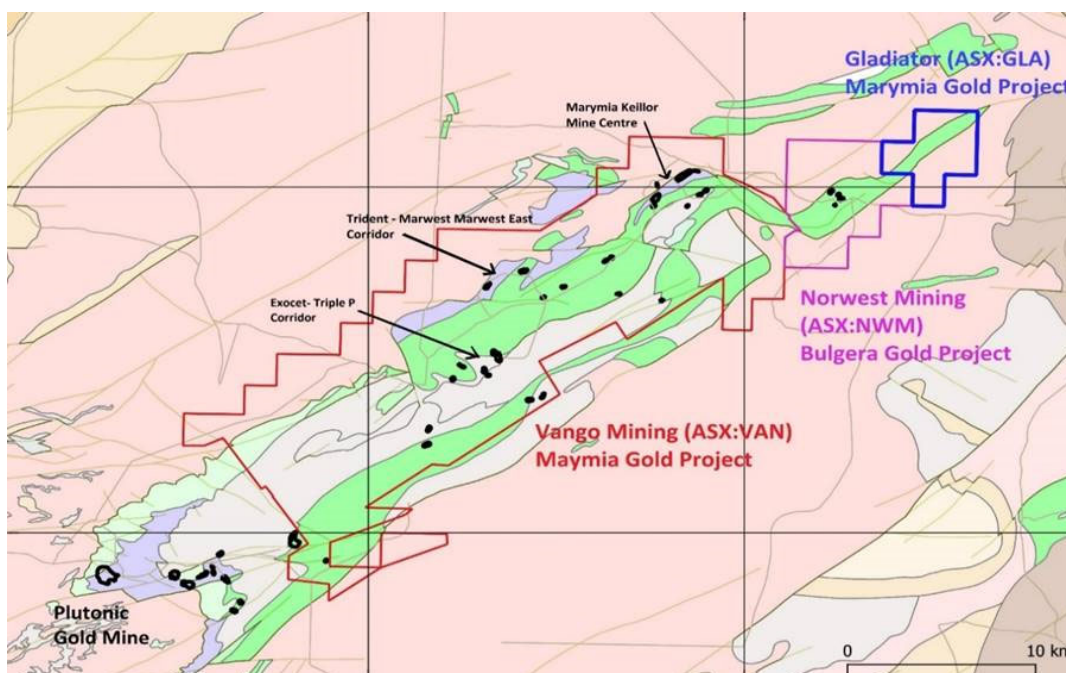 Gladiator (ASX:GLA)
Marymia Gold Project
Marymia Keillor
Mine Centre
Trident - Marwest Marwest East
Corridor
Exocet- Triple P
Corridor
Norwest Mining
(ASX:NWM)
Bulgera Gold Project
Vango Mining (ASX:VAN)
Maymia Gold Project
Plutonic
Gold Mine
0 10 km